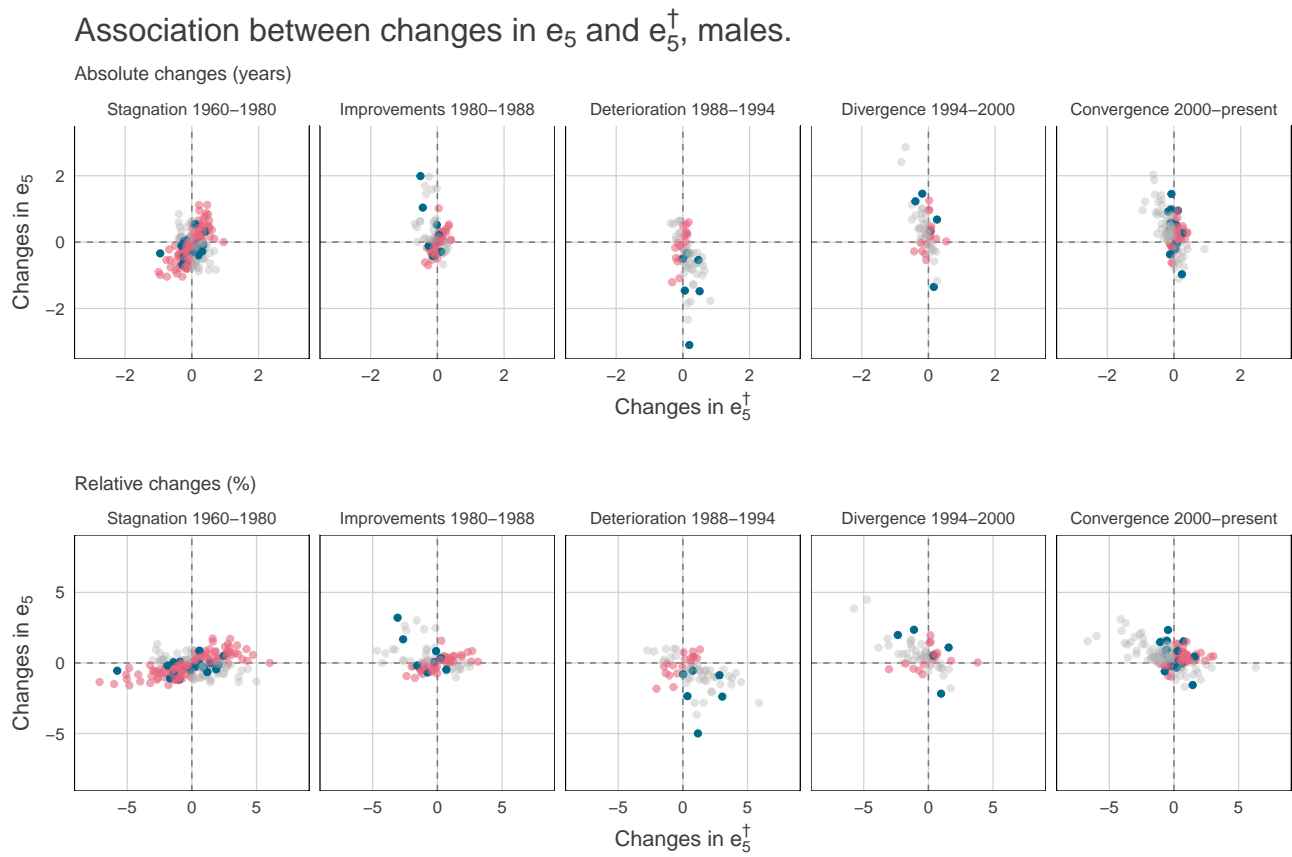 Association between changes in e₅ and e₅†, males.
Absolute changes (years)
Stagnation 1960−1980 Improvements 1980−1988 Deterioration 1988−1994 Divergence 1994−2000 Convergence 2000−present
Changes in e₅
2
0
−2
−2 0 2 −2 0 2 −2 0 2 −2 0 2 −2 0 2
Changes in e₅†
Relative changes (%)
Stagnation 1960−1980 Improvements 1980−1988 Deterioration 1988−1994 Divergence 1994−2000 Convergence 2000−present
Changes in e₅
5
0
−5
−5 0 5 −5 0 5 −5 0 5 −5 0 5 −5 0 5
Changes in e₅†